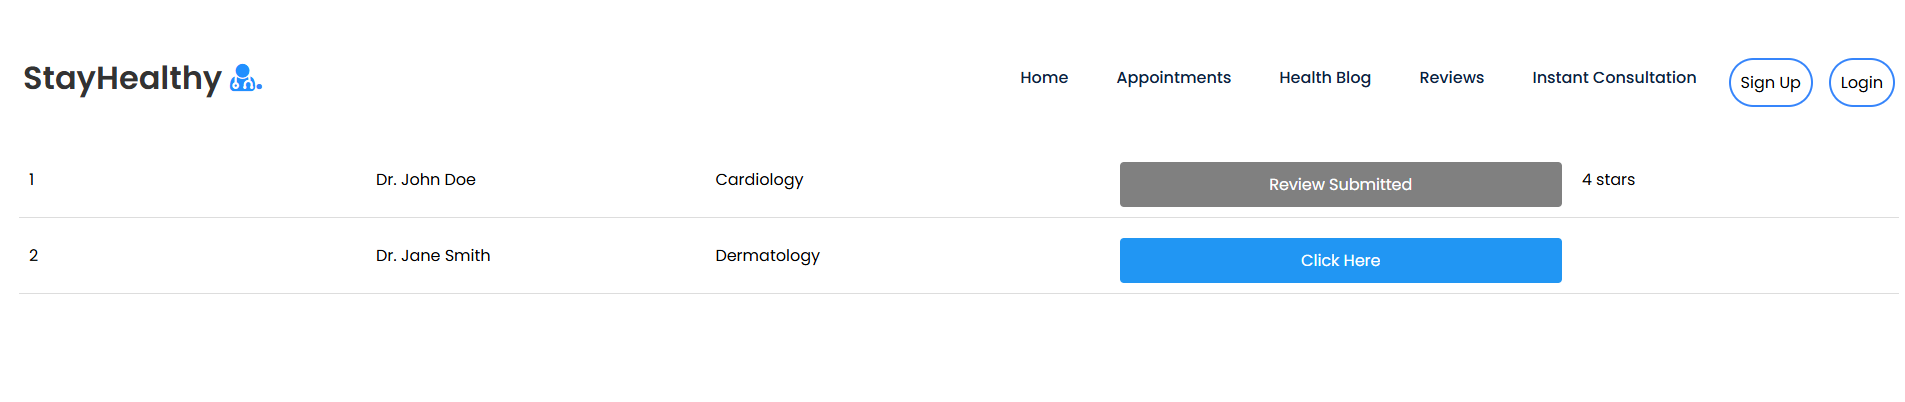 StayHealthy Home Appointments Health Blog Reviews Instant Consultation Sign Up Login
1 Dr. John Doe Cardiology Review Submitted 4 stars
2 Dr. Jane Smith Dermatology Click Here